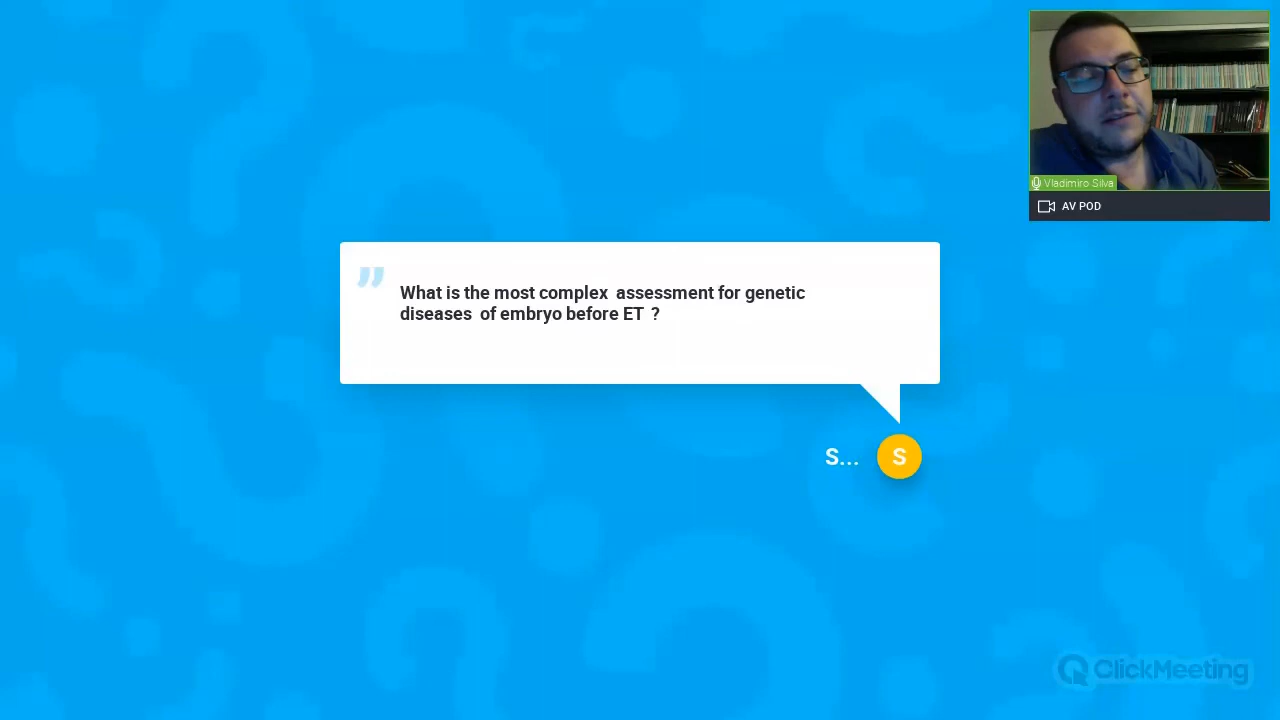 Vladimiro Silva
AV POD
”
What is the most complex  assessment for genetic
diseases  of embryo before ET  ?
S...
S
ClickMeeting